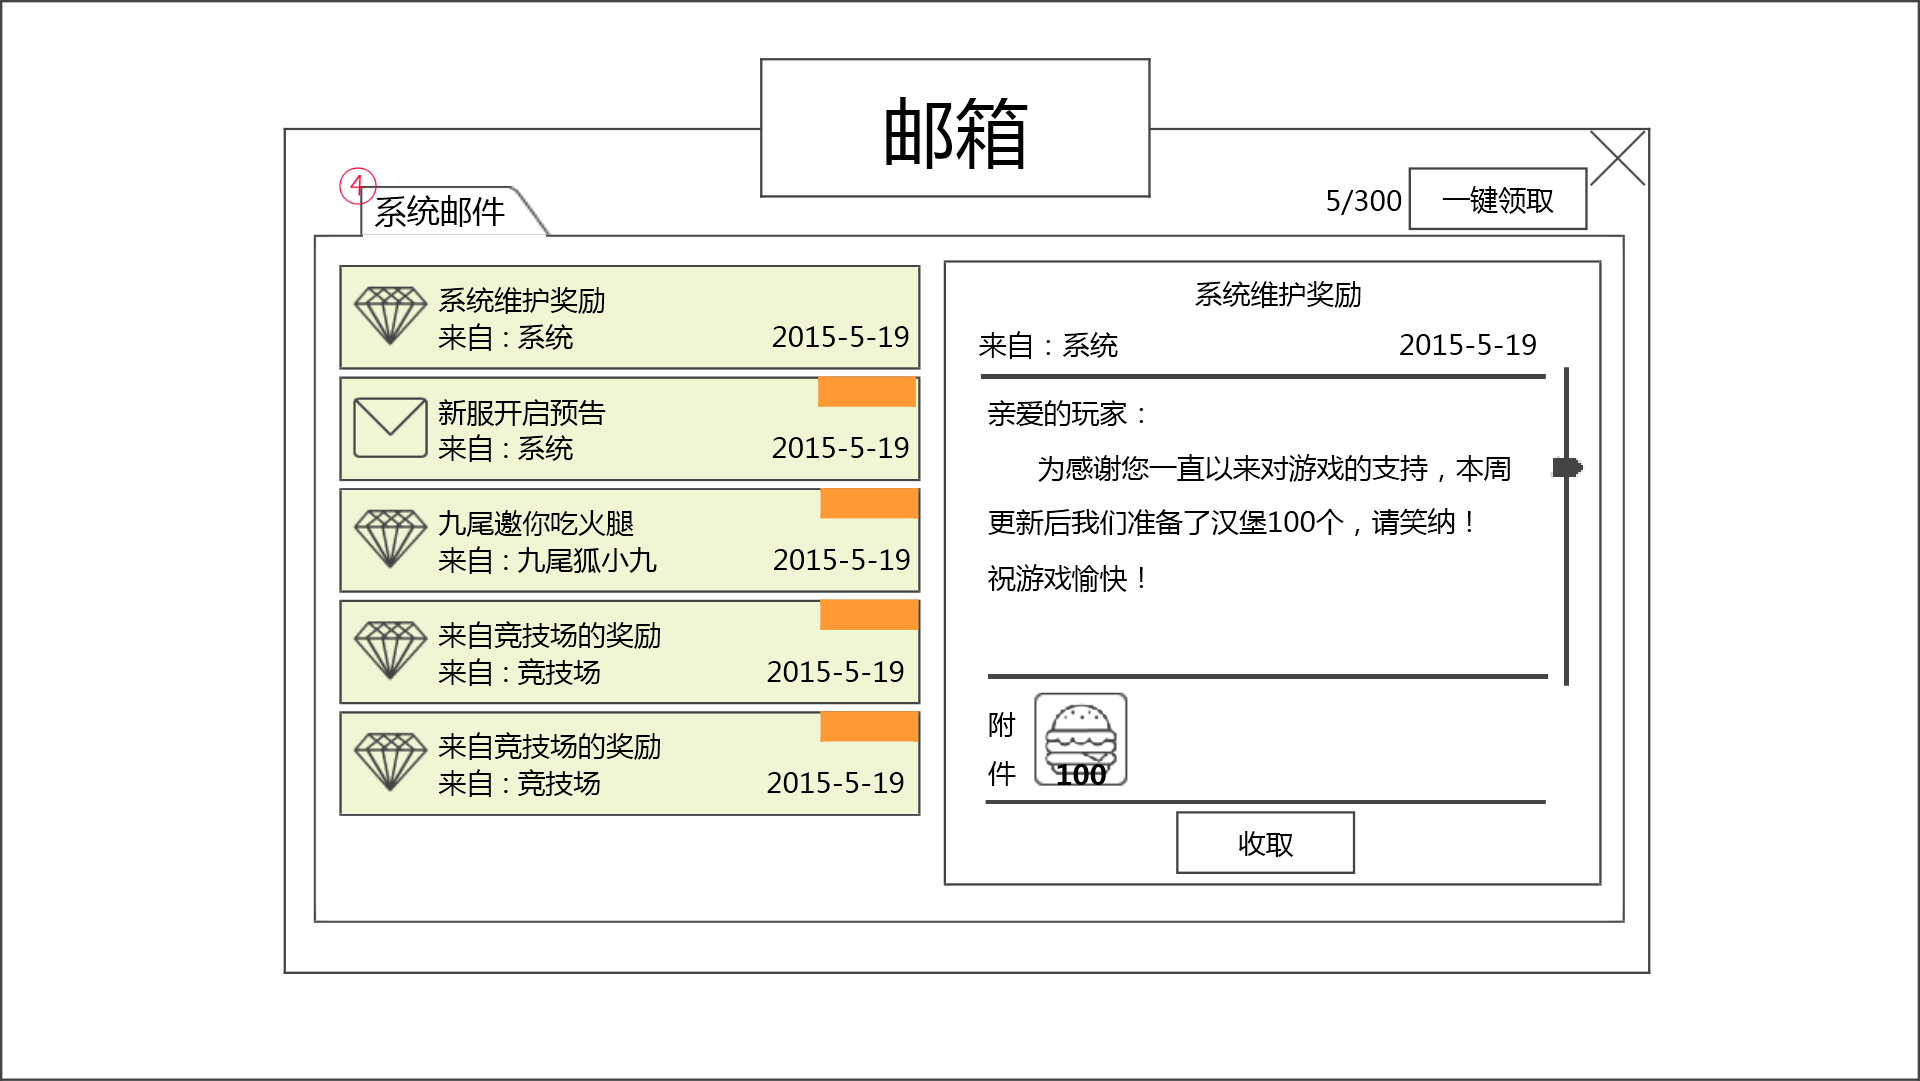 邮箱
④
系统邮件
5/300
一键领取
系统维护奖励
来自：系统 2015-5-19
新服开启预告
来自：系统 2015-5-19
九尾邀你吃火腿
来自：九尾狐小九 2015-5-19
来自竞技场的奖励
来自：竞技场 2015-5-19
来自竞技场的奖励
来自：竞技场 2015-5-19
系统维护奖励
来自：系统 2015-5-19
亲爱的玩家：
为感谢您一直以来对游戏的支持，本周
更新后我们准备了汉堡100个，请笑纳！
祝游戏愉快！
附
件
100
收取